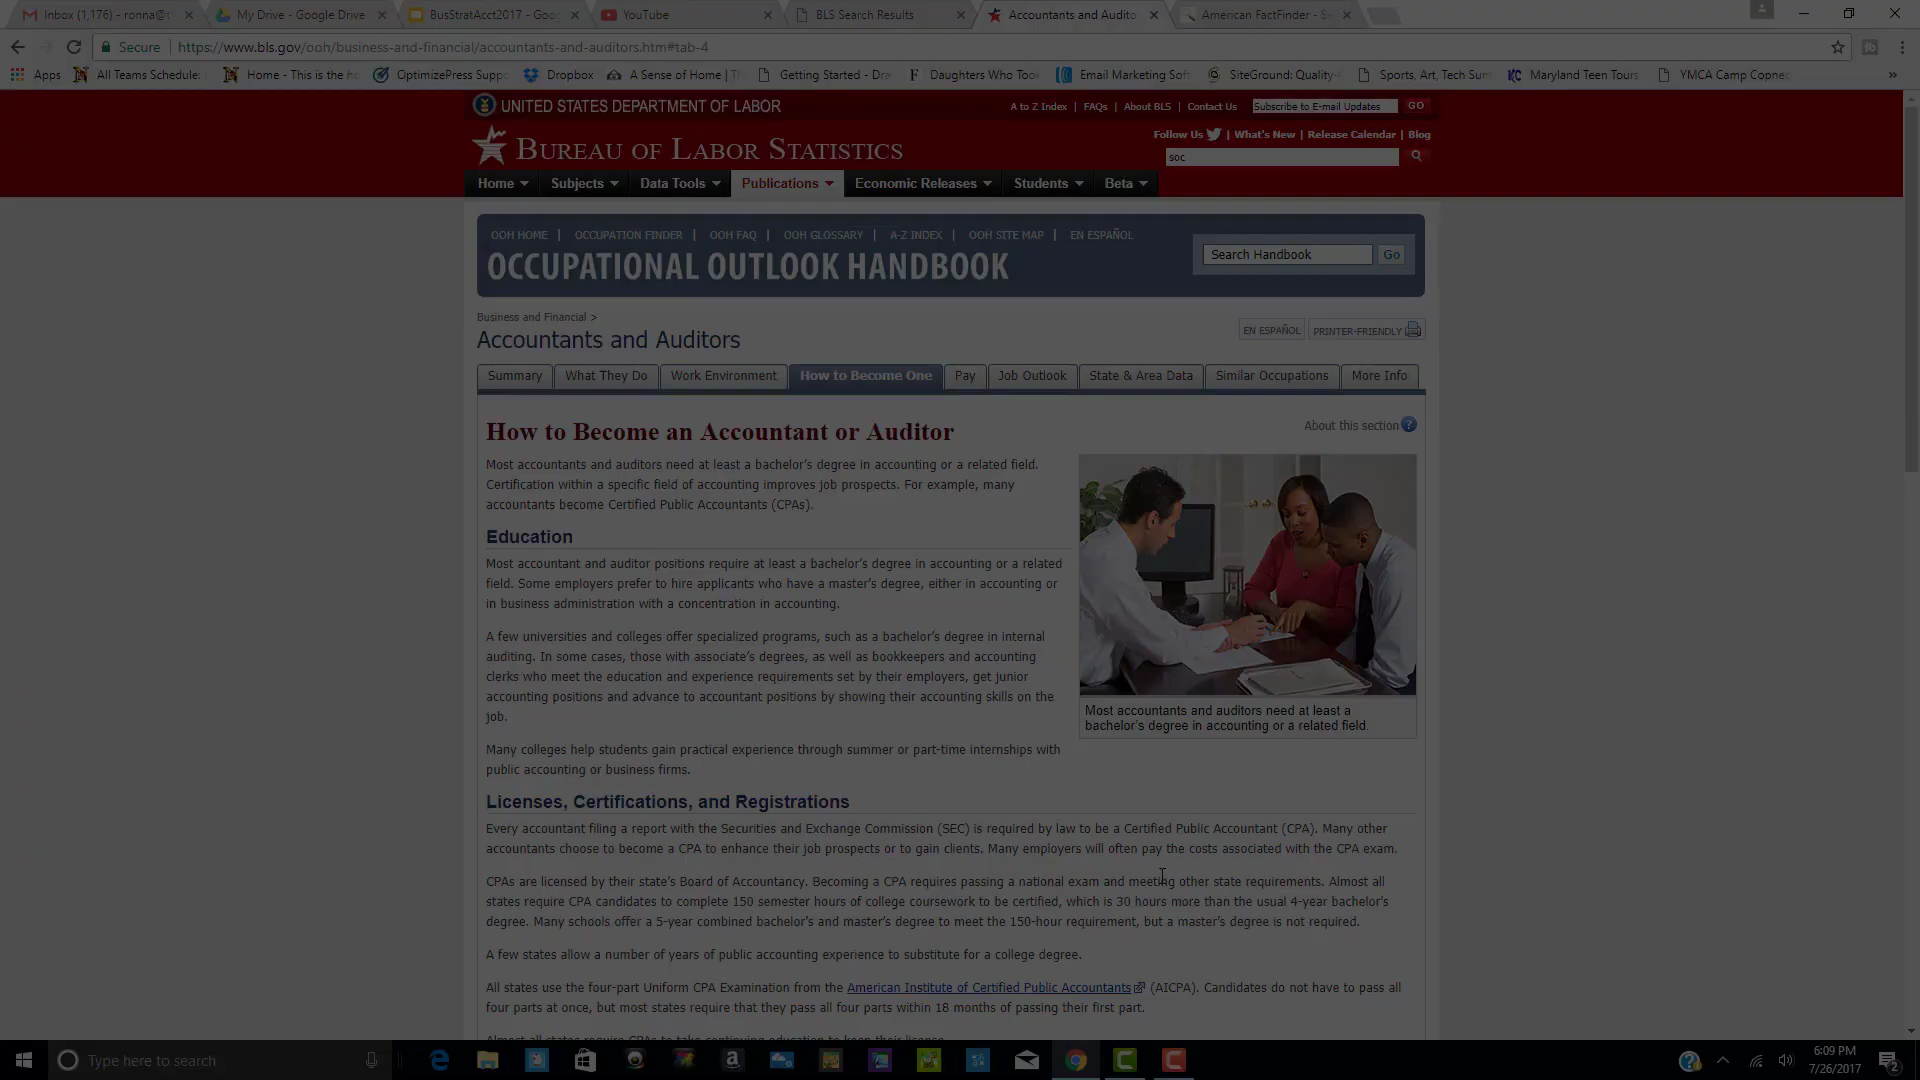 Inbox (1,176) - ronna@t
My Drive - Google Drive
BusStratAcct2017 - Goog
YouTube
BLS Search Results
Accountants and Audito
American FactFinder - S
Secure
https://www.bls.gov/ooh/business-and-financial/accountants-and-auditors.htm#tab-4
Apps
All Teams Schedule:
Home - This is the h
OptimizePress Suppo
Dropbox
A Sense of Home | T
Getting Started - Dra
Daughters Who Too
Email Marketing Soft
SiteGround: Quality-
Sports, Art, Tech Sum
Maryland Teen Tours
YMCA Camp Copnec
»
UNITED STATES DEPARTMENT OF LABOR
A to Z Index | FAQs | About BLS | Contact Us
Subscribe to E-mail Updates
GO
Follow Us | What's New | Release Calendar | Blog
BUREAU OF LABOR STATISTICS
soc
Home
Subjects
Data Tools
Publications
Economic Releases
Students
Beta
OOH HOME | OCCUPATION FINDER | OOH FAQ | OOH GLOSSARY | A-Z INDEX | OOH SITE MAP | EN ESPAÑOL
OCCUPATIONAL OUTLOOK HANDBOOK
Search Handbook
Go
Business and Financial >
Accountants and Auditors
EN ESPAÑOL
PRINTER-FRIENDLY
Summary
What They Do
Work Environment
How to Become One
Pay
Job Outlook
State & Area Data
Similar Occupations
More Info
How to Become an Accountant or Auditor
About this section ?
Most accountants and auditors need at least a bachelor's degree in accounting or a related field.
Certification within a specific field of accounting improves job prospects. For example, many
accountants become Certified Public Accountants (CPAs).
Education
Most accountant and auditor positions require at least a bachelor's degree in accounting or a related
field. Some employers prefer to hire applicants who have a master's degree, either in accounting or
in business administration with a concentration in accounting.
A few universities and colleges offer specialized programs, such as a bachelor's degree in internal
auditing. In some cases, those with associate's degrees, as well as bookkeepers and accounting
clerks who meet the education and experience requirements set by their employers, get junior
accounting positions and advance to accountant positions by showing their accounting skills on the
job.
Most accountants and auditors need at least a
bachelor's degree in accounting or a related field.
Many colleges help students gain practical experience through summer or part-time internships with
public accounting or business firms.
Licenses, Certifications, and Registrations
Every accountant filing a report with the Securities and Exchange Commission (SEC) is required by law to be a Certified Public Accountant (CPA). Many other
accountants choose to become a CPA to enhance their job prospects or to gain clients. Many employers will often pay the costs associated with the CPA exam.
CPAs are licensed by their state's Board of Accountancy. Becoming a CPA requires passing a national exam and meeting other state requirements. Almost all
states require CPA candidates to complete 150 semester hours of college coursework to be certified, which is 30 hours more than the usual 4-year bachelor's
degree. Many schools offer a 5-year combined bachelor's and master's degree to meet the 150-hour requirement, but a master's degree is not required.
A few states allow a number of years of public accounting experience to substitute for a college degree.
All states use the four-part Uniform CPA Examination from the American Institute of Certified Public Accountants (AICPA). Candidates do not have to pass all
four parts at once, but most states require that they pass all four parts within 18 months of passing their first part.
Almost all states require CPAs to take continuing education to keep their license.
Type here to search
6:09 PM
7/26/2017
2